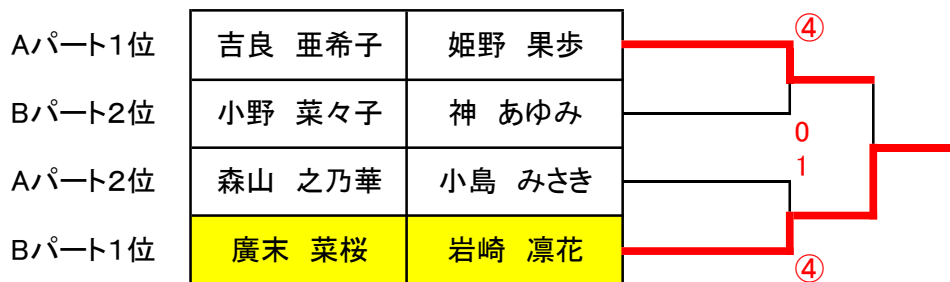 Aパート1位 吉良 亜希子 姫野 果歩 ④
Bパート2位 小野 菜々子 神 あゆみ 0
Aパート2位 森山 之乃華 小島 みさき 1
Bパート1位 廣末 菜桜 岩崎 凛花 ④